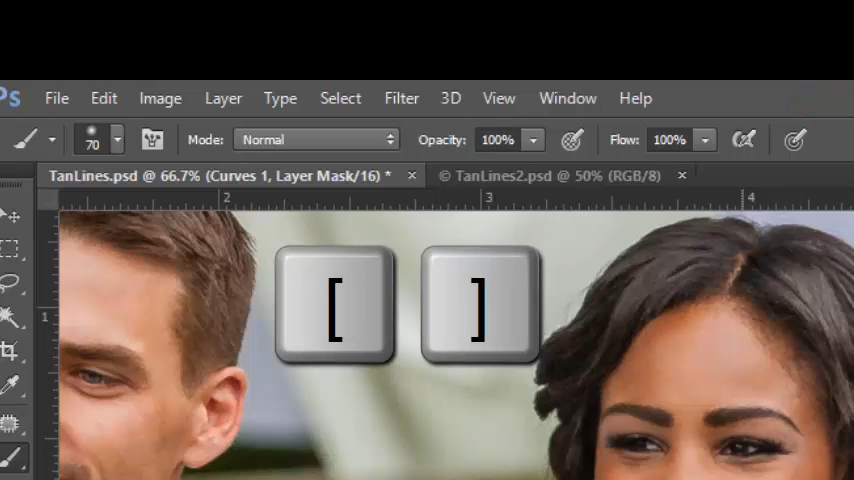 Ps File Edit Image Layer Type Select Filter 3D View Window Help
70 Mode: Normal Opacity: 100% Flow: 100%
TanLines.psd @ 66.7% (Curves 1, Layer Mask/16) * × © TanLines2.psd @ 50% (RGB/8) ×
2 3 4
[ ]
1